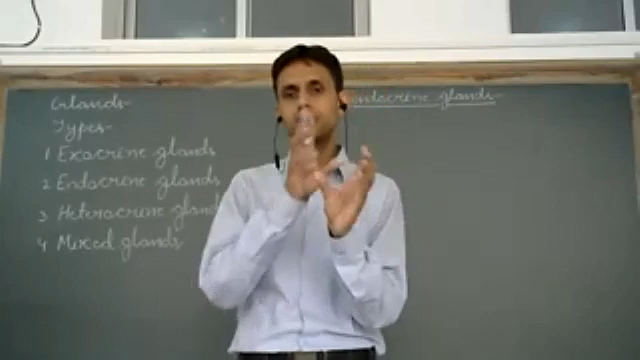 Glands-
Types-
1 Exocrine glands
2 Endocrine glands
3 Heterocrine gland
4 Mixed glands
Endocrine glands-